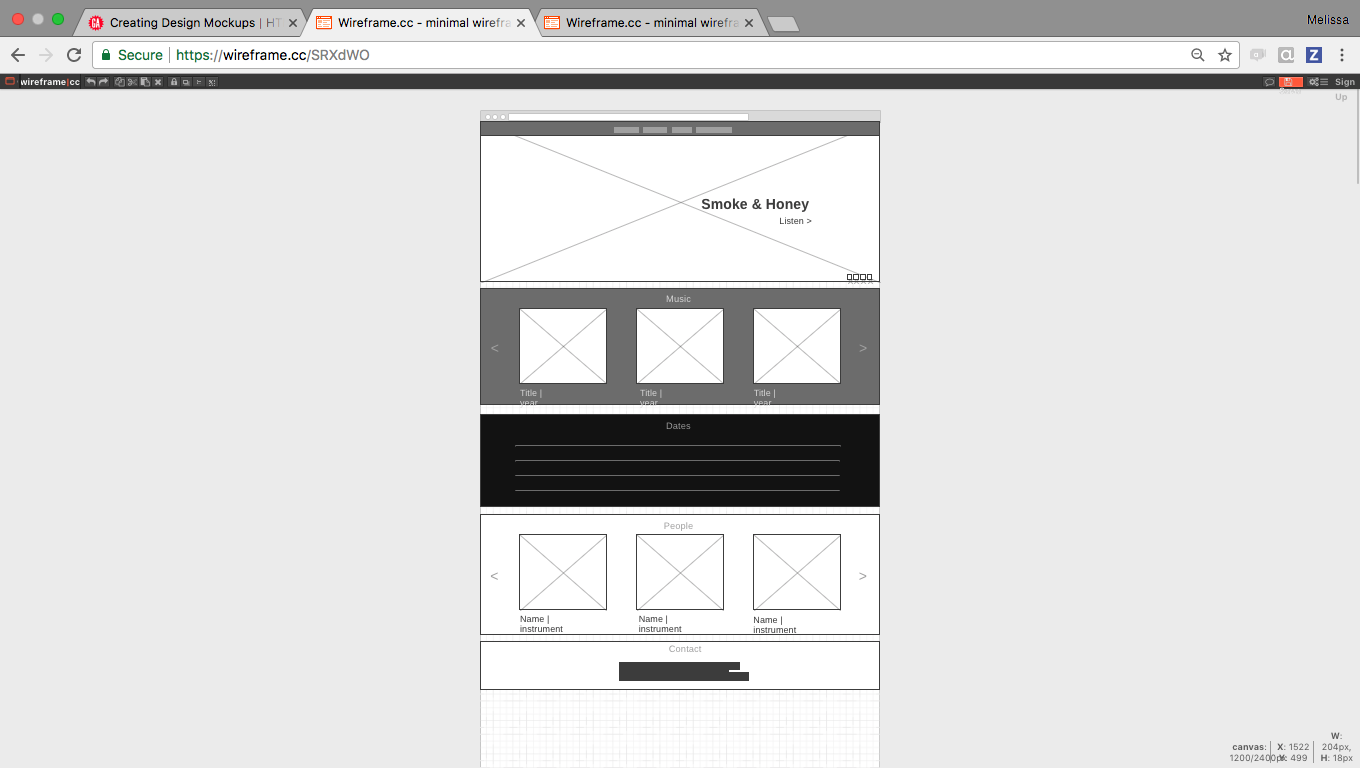 Creating Design Mockups | HT
Wireframe.cc - minimal wirefra
Wireframe.cc - minimal wirefra
Melissa
Secure
https://wireframe.cc/SRXdWO
wireframe|cc
Sign
Up
Smoke & Honey
Listen >
Music
<
>
Title |
year
Title |
year
Title |
year
Dates
People
<
>
Name |
instrument
Name |
instrument
Name |
instrument
Contact
canvas:
1200/2400px
X: 1522
Y: 499
W:
204px,
H: 18px